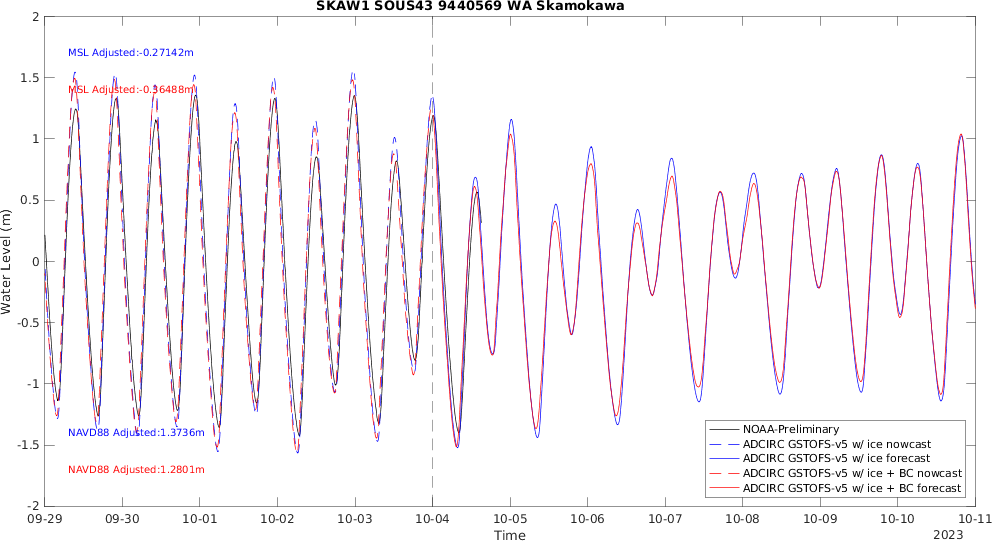 SKAW1 SOUS43 9440569 WA Skamokawa
2
1.5
1
0.5
0
-0.5
-1
-1.5
-2
Water Level (m)
MSL Adjusted:-0.27142m
MSL Adjusted:-0.36488m
NAVD88 Adjusted:1.3736m
NAVD88 Adjusted:1.2801m
NOAA-Preliminary
ADCIRC GSTOFS-v5 w/ ice nowcast
ADCIRC GSTOFS-v5 w/ ice forecast
ADCIRC GSTOFS-v5 w/ ice + BC nowcast
ADCIRC GSTOFS-v5 w/ ice + BC forecast
09-29 09-30 10-01 10-02 10-03 10-04 10-05 10-06 10-07 10-08 10-09 10-10 10-11
Time
2023